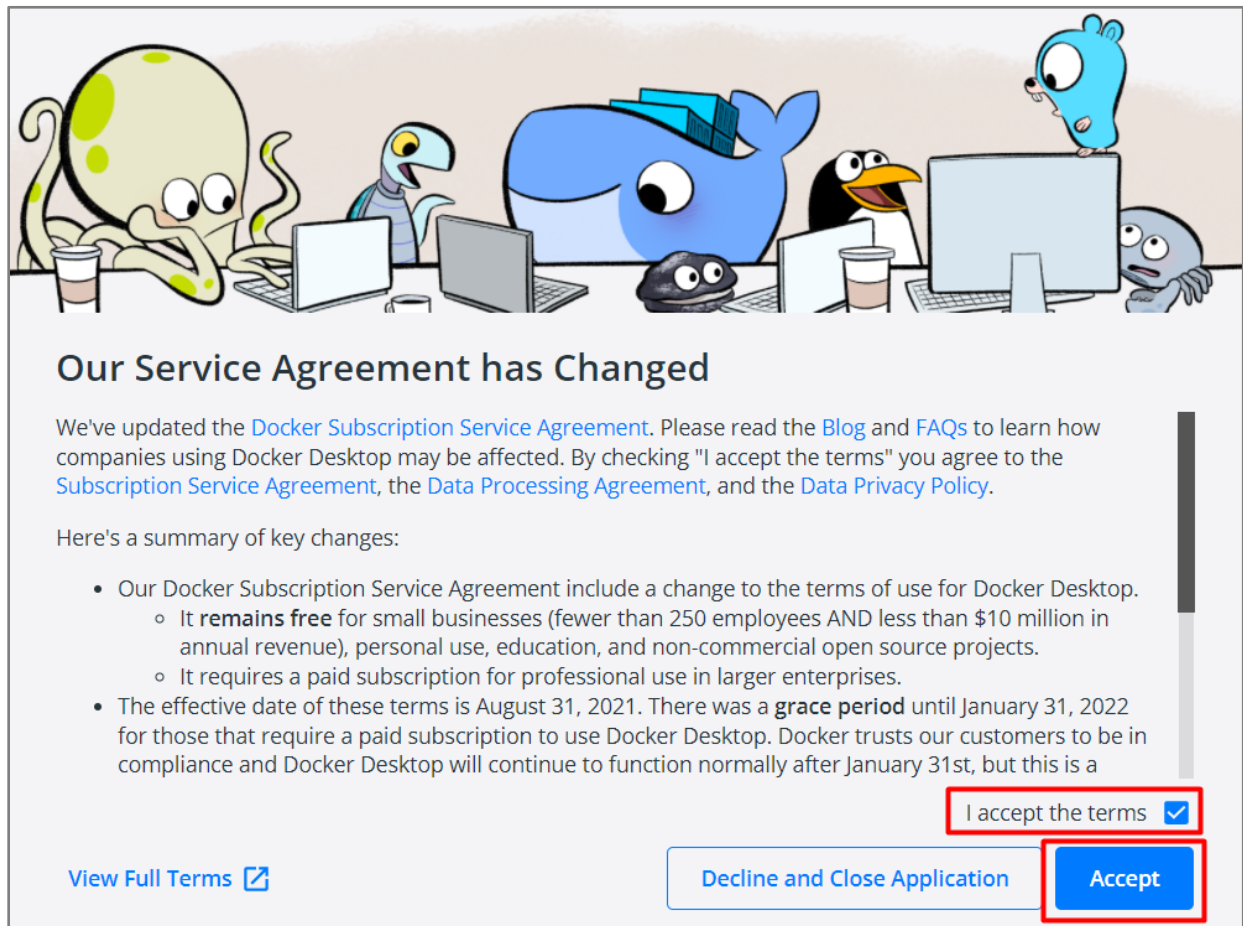 Our Service Agreement has Changed
We've updated the Docker Subscription Service Agreement. Please read the Blog and FAQs to learn how
companies using Docker Desktop may be affected. By checking "I accept the terms" you agree to the
Subscription Service Agreement, the Data Processing Agreement, and the Data Privacy Policy.
Here's a summary of key changes:
• Our Docker Subscription Service Agreement include a change to the terms of use for Docker Desktop.
◦ It remains free for small businesses (fewer than 250 employees AND less than $10 million in
annual revenue), personal use, education, and non-commercial open source projects.
◦ It requires a paid subscription for professional use in larger enterprises.
• The effective date of these terms is August 31, 2021. There was a grace period until January 31, 2022
for those that require a paid subscription to use Docker Desktop. Docker trusts our customers to be in
compliance and Docker Desktop will continue to function normally after January 31st, but this is a
I accept the terms
View Full Terms
Decline and Close Application
Accept